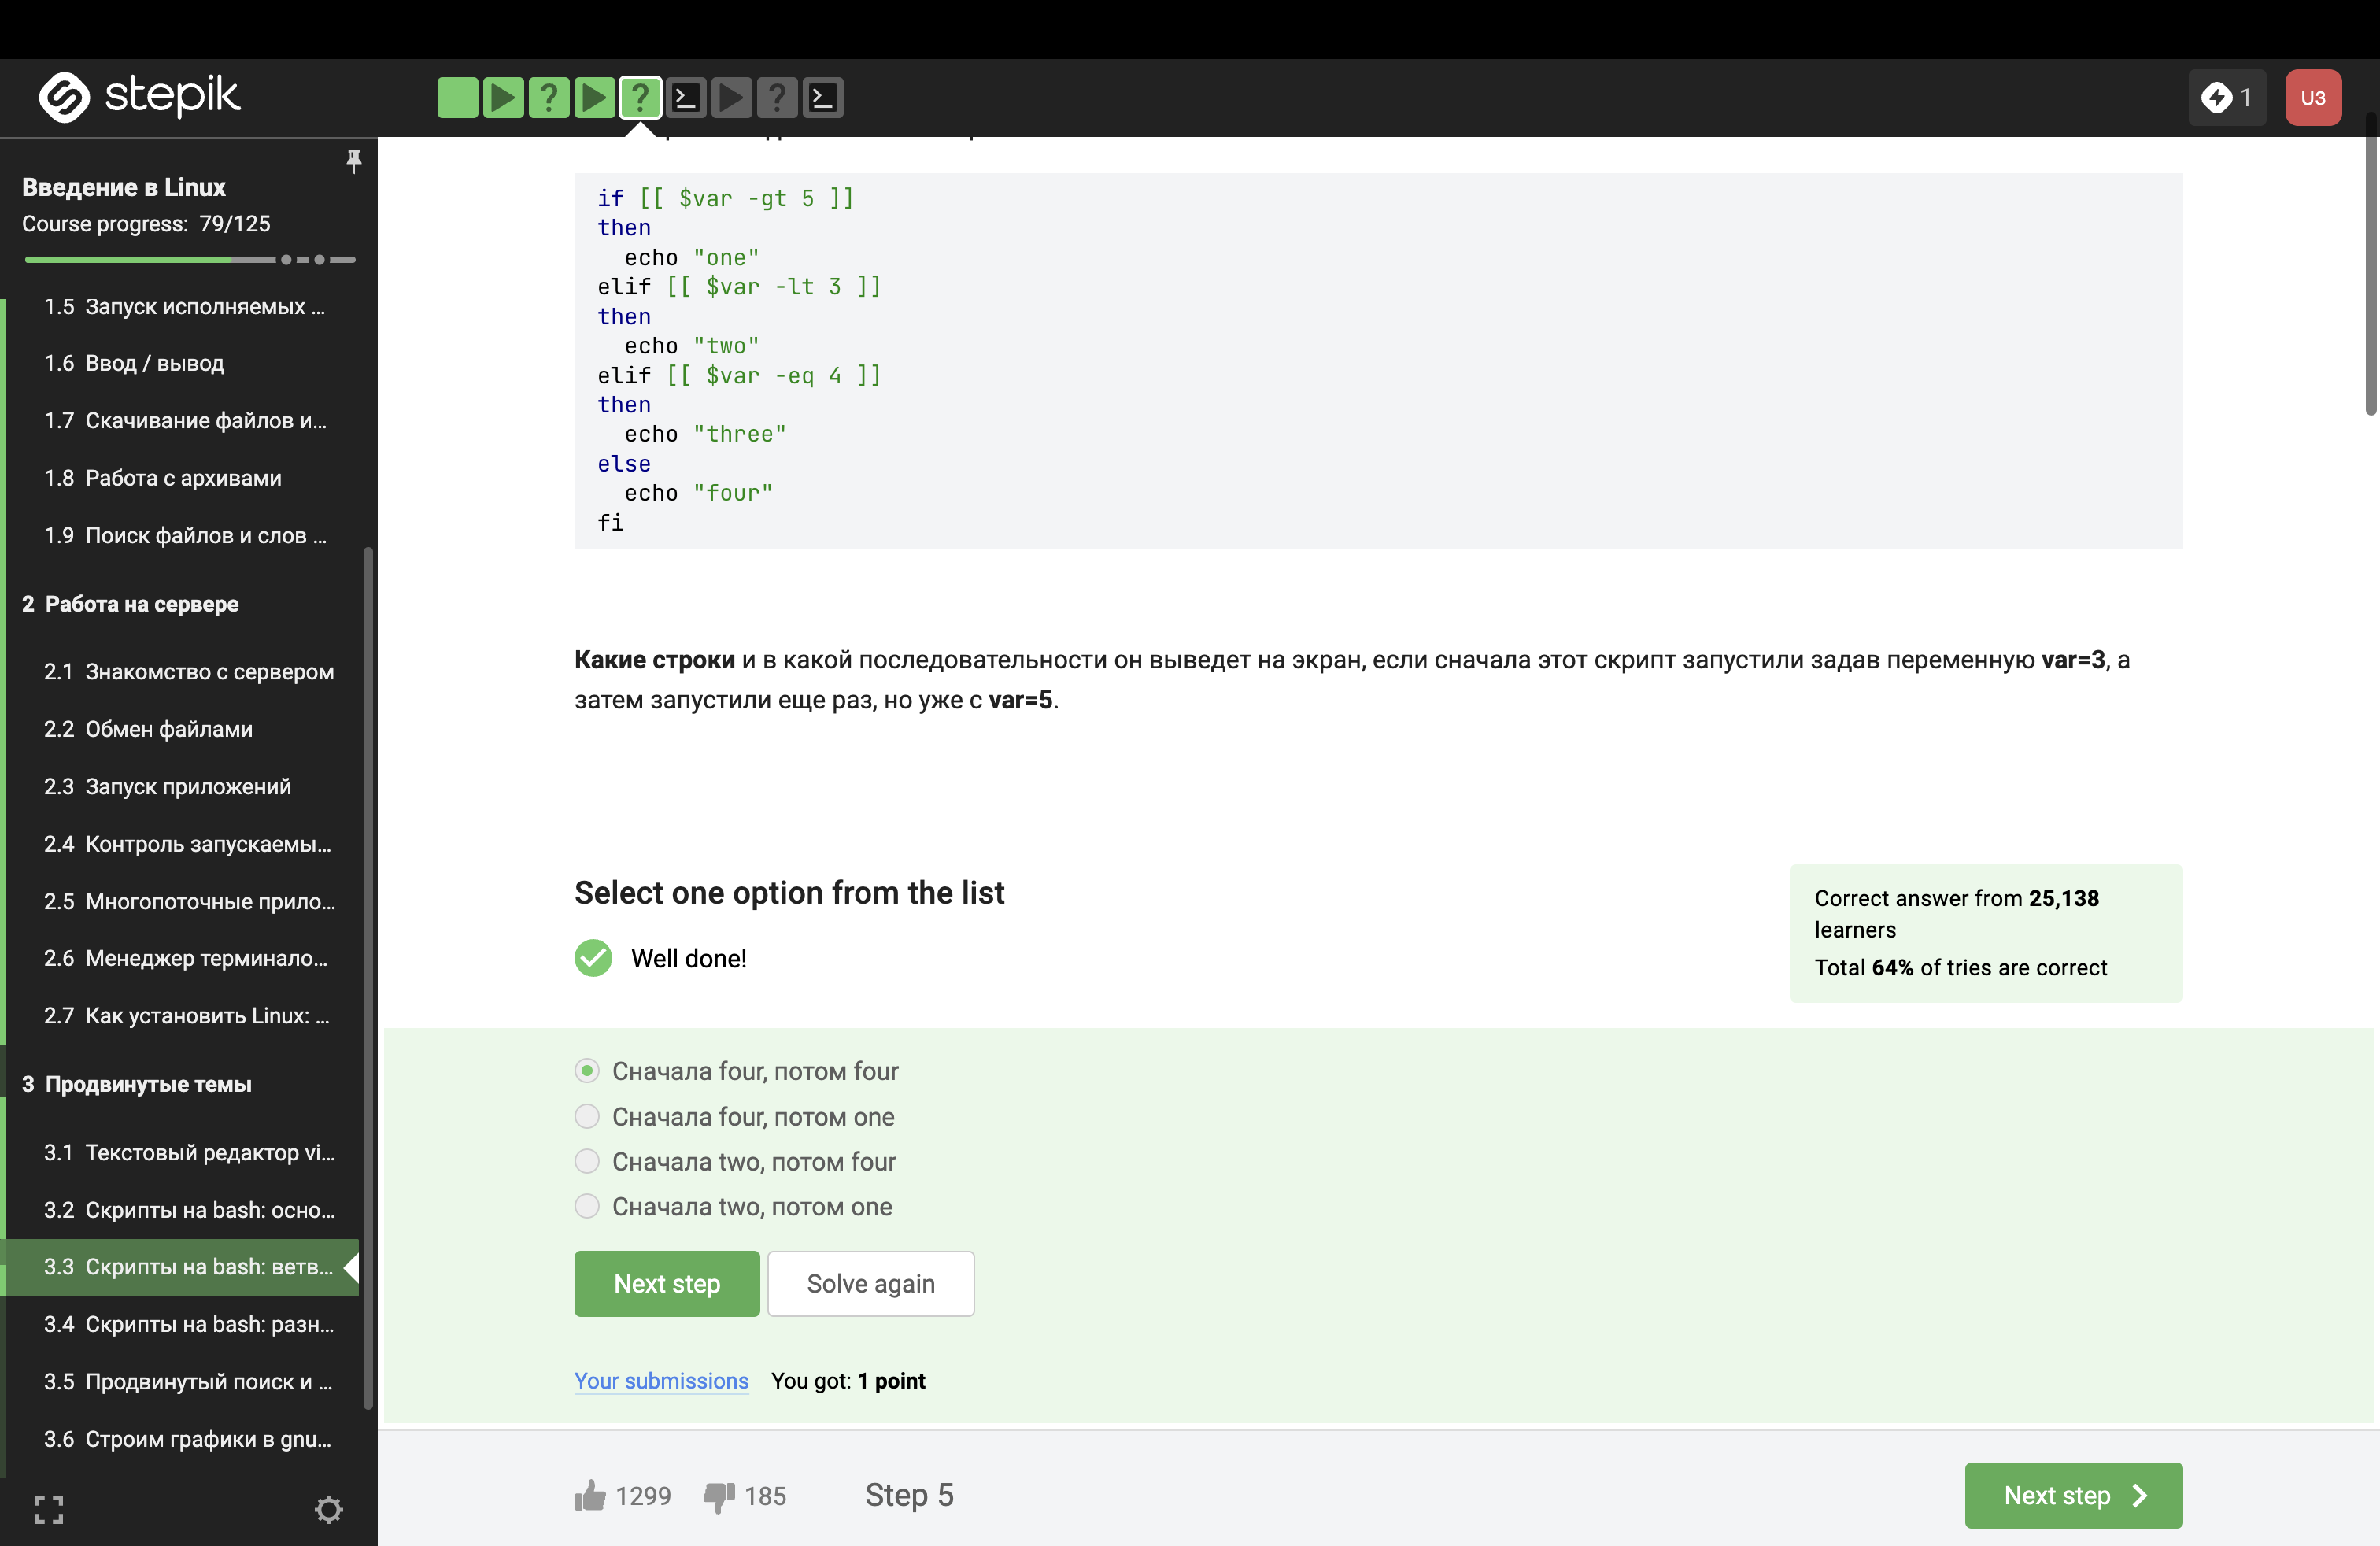 stepik
1
U3
Введение в Linux
Course progress: 79/125
1.5 Запуск исполняемых ...
1.6 Ввод / вывод
1.7 Скачивание файлов и...
1.8 Работа с архивами
1.9 Поиск файлов и слов ...
2 Работа на сервере
2.1 Знакомство с сервером
2.2 Обмен файлами
2.3 Запуск приложений
2.4 Контроль запускаемы...
2.5 Многопоточные прило...
2.6 Менеджер терминало...
2.7 Как установить Linux: ...
3 Продвинутые темы
3.1 Текстовый редактор vi...
3.2 Скрипты на bash: осно...
3.3 Скрипты на bash: ветв...
3.4 Скрипты на bash: разн...
3.5 Продвинутый поиск и ...
3.6 Строим графики в gnu...
if [[ $var -gt 5 ]]
then
  echo "one"
elif [[ $var -lt 3 ]]
then
  echo "two"
elif [[ $var -eq 4 ]]
then
  echo "three"
else
  echo "four"
fi
Какие строки и в какой последовательности он выведет на экран, если сначала этот скрипт запустили задав переменную var=3, а
затем запустили еще раз, но уже с var=5.
Select one option from the list
Well done!
Correct answer from 25,138
learners
Total 64% of tries are correct
Сначала four, потом four
Сначала four, потом one
Сначала two, потом four
Сначала two, потом one
Next step
Solve again
Your submissions You got: 1 point
1299
185
Step 5
Next step